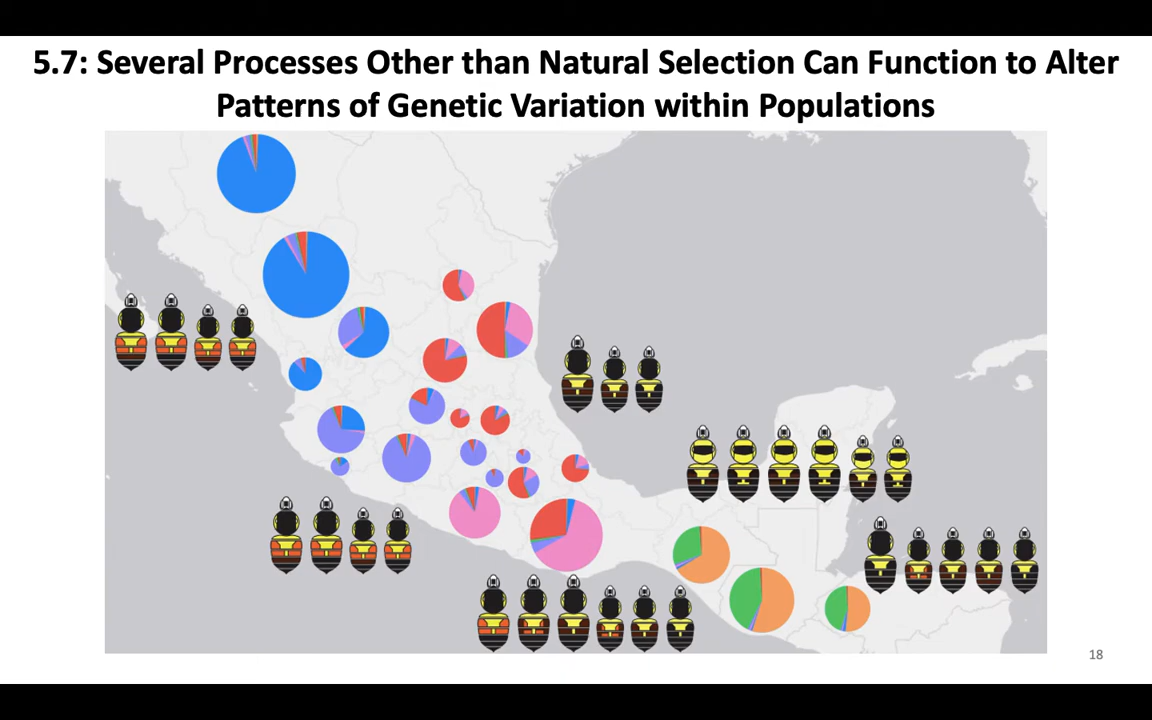 5.7: Several Processes Other than Natural Selection Can Function to Alter
Patterns of Genetic Variation within Populations
18